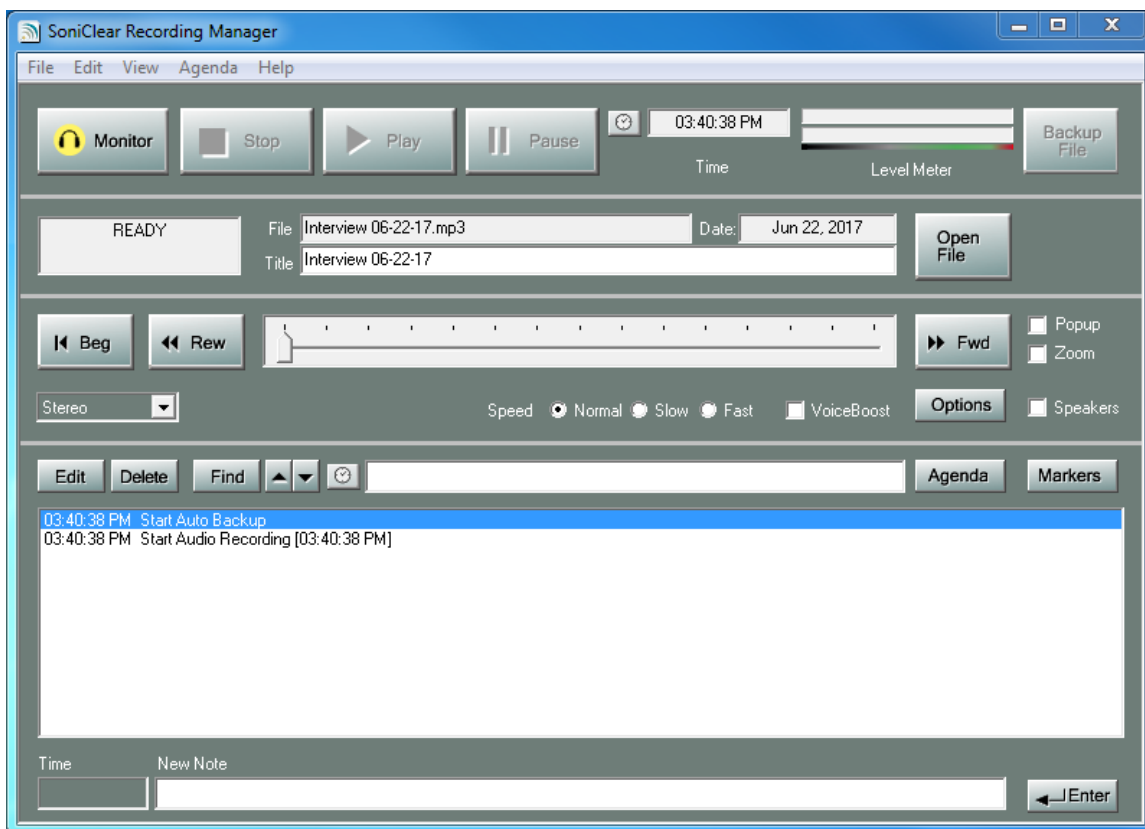 SoniClear Recording Manager
File Edit View Agenda Help
Monitor Stop Play Pause 03:40:38 PM Backup File
Time Level Meter
READY File Interview 06-22-17.mp3 Date: Jun 22, 2017 Open File
Title Interview 06-22-17
Beg Rew Fwd Popup
Zoom
Stereo Speed Normal Slow Fast VoiceBoost Options Speakers
Edit Delete Find Agenda Markers
03:40:38 PM Start Auto Backup
03:40:38 PM Start Audio Recording [03:40:38 PM]
Time New Note
Enter